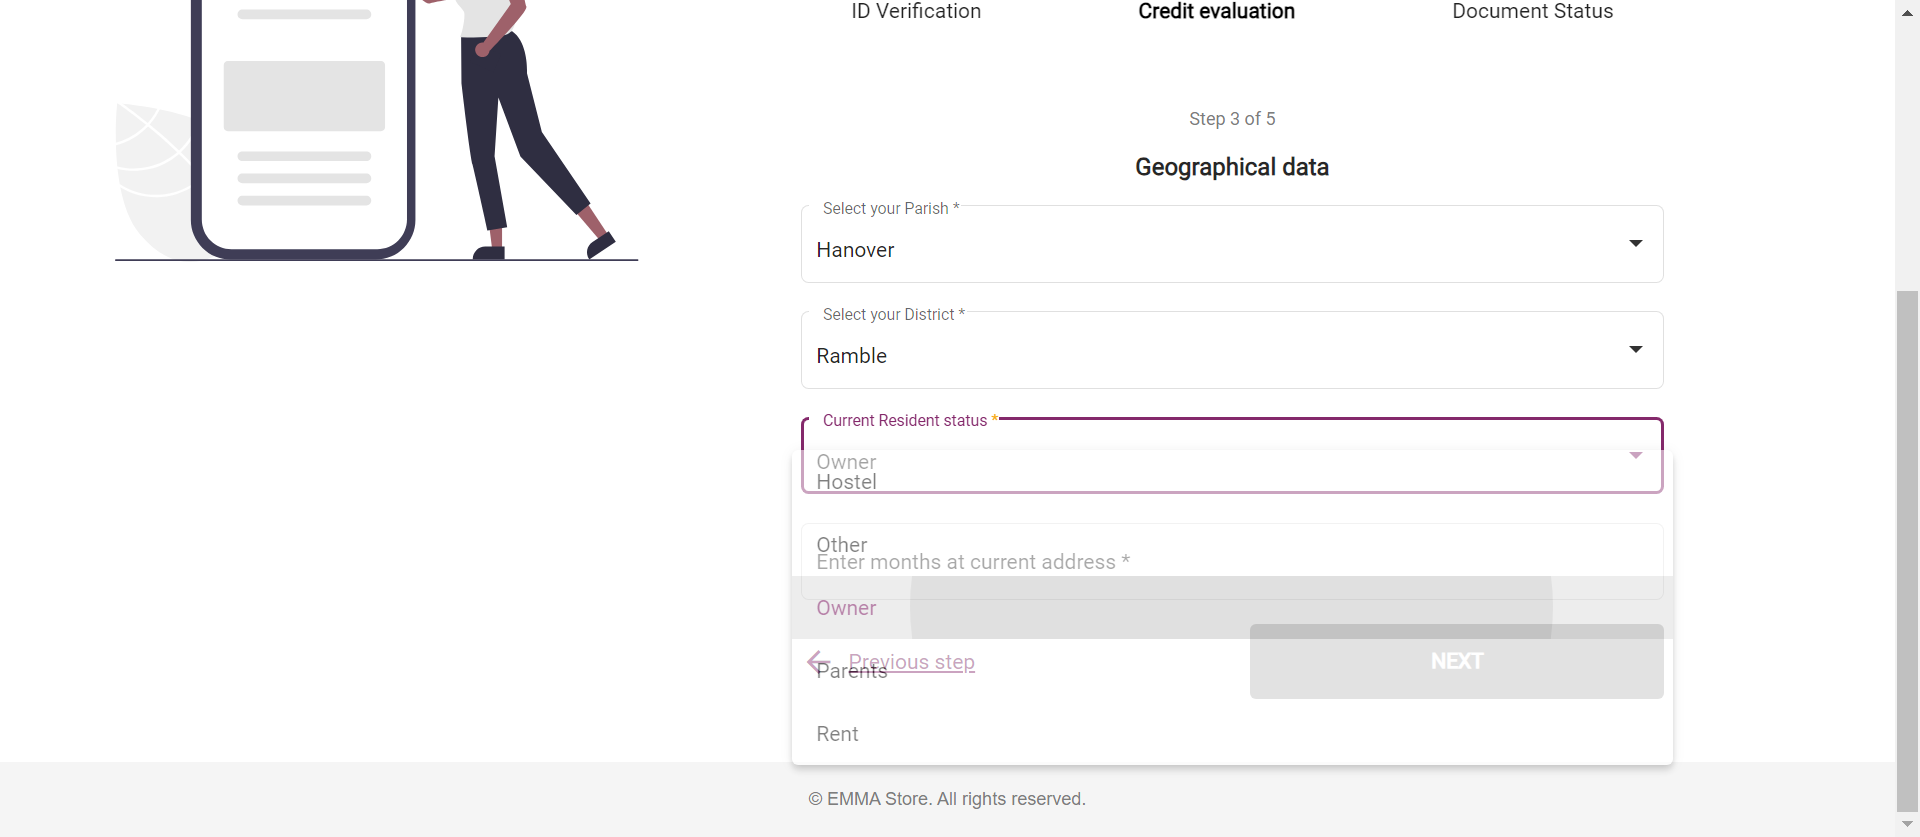 ID Verification
Credit evaluation
Document Status
Step 3 of 5
Geographical data
Select your Parish *
Hanover
Select your District *
Ramble
Current Resident status *
Owner
Hostel
Other
Enter months at current address *
Owner
Previous step
NEXT
Parents
Rent
© EMMA Store. All rights reserved.